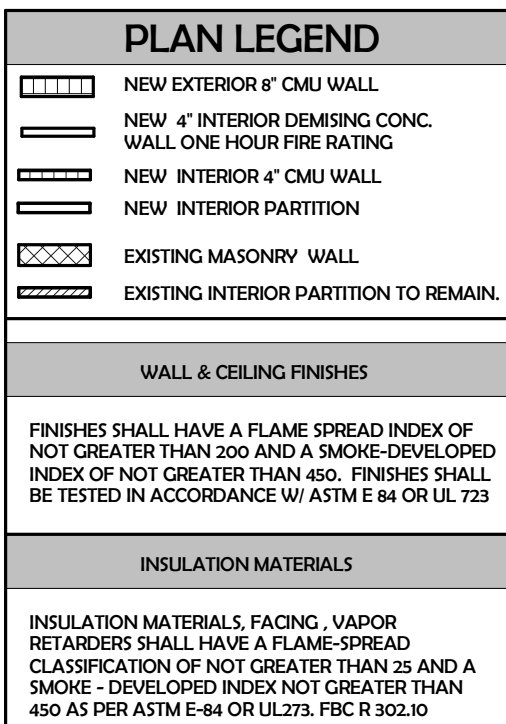 PLAN LEGEND
NEW EXTERIOR 8" CMU WALL
NEW 4" INTERIOR DEMISING CONC.
WALL ONE HOUR FIRE RATING
NEW INTERIOR 4" CMU WALL
NEW INTERIOR PARTITION
EXISTING MASONRY WALL
EXISTING INTERIOR PARTITION TO REMAIN.
WALL & CEILING FINISHES
FINISHES SHALL HAVE A FLAME SPREAD INDEX OF
NOT GREATER THAN 200 AND A SMOKE-DEVELOPED
INDEX OF NOT GREATER THAN 450. FINISHES SHALL
BE TESTED IN ACCORDANCE W/ ASTM E 84 OR UL 723
INSULATION MATERIALS
INSULATION MATERIALS, FACING , VAPOR
RETARDERS SHALL HAVE A FLAME-SPREAD
CLASSIFICATION OF NOT GREATER THAN 25 AND A
SMOKE - DEVELOPED INDEX NOT GREATER THAN
450 AS PER ASTM E-84 OR UL273. FBC R 302.10